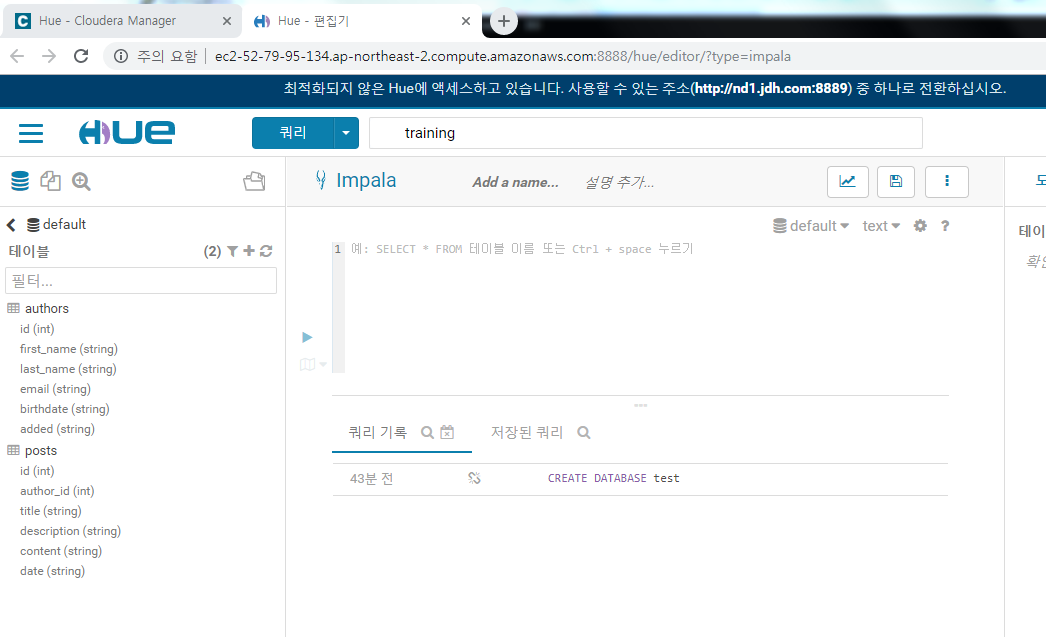 Hue - Cloudera Manager
Hue - 편집기
주의 요함 | ec2-52-79-95-134.ap-northeast-2.compute.amazonaws.com:8888/hue/editor/?type=impala
최적화되지 않은 Hue에 액세스하고 있습니다. 사용할 수 있는 주소(http://nd1.jdh.com:8889) 중 하나로 전환하십시오.
HUE
쿼리
training
Impala
Add a name...
설명 추가...
default
테이블 (2)
필터...
authors
id (int)
first_name (string)
last_name (string)
email (string)
birthdate (string)
added (string)
posts
id (int)
author_id (int)
title (string)
description (string)
content (string)
date (string)
default text ?
1 예: SELECT * FROM 테이블 이름 또는 Ctrl + space 누르기
쿼리 기록
저장된 쿼리
43분 전 CREATE DATABASE test